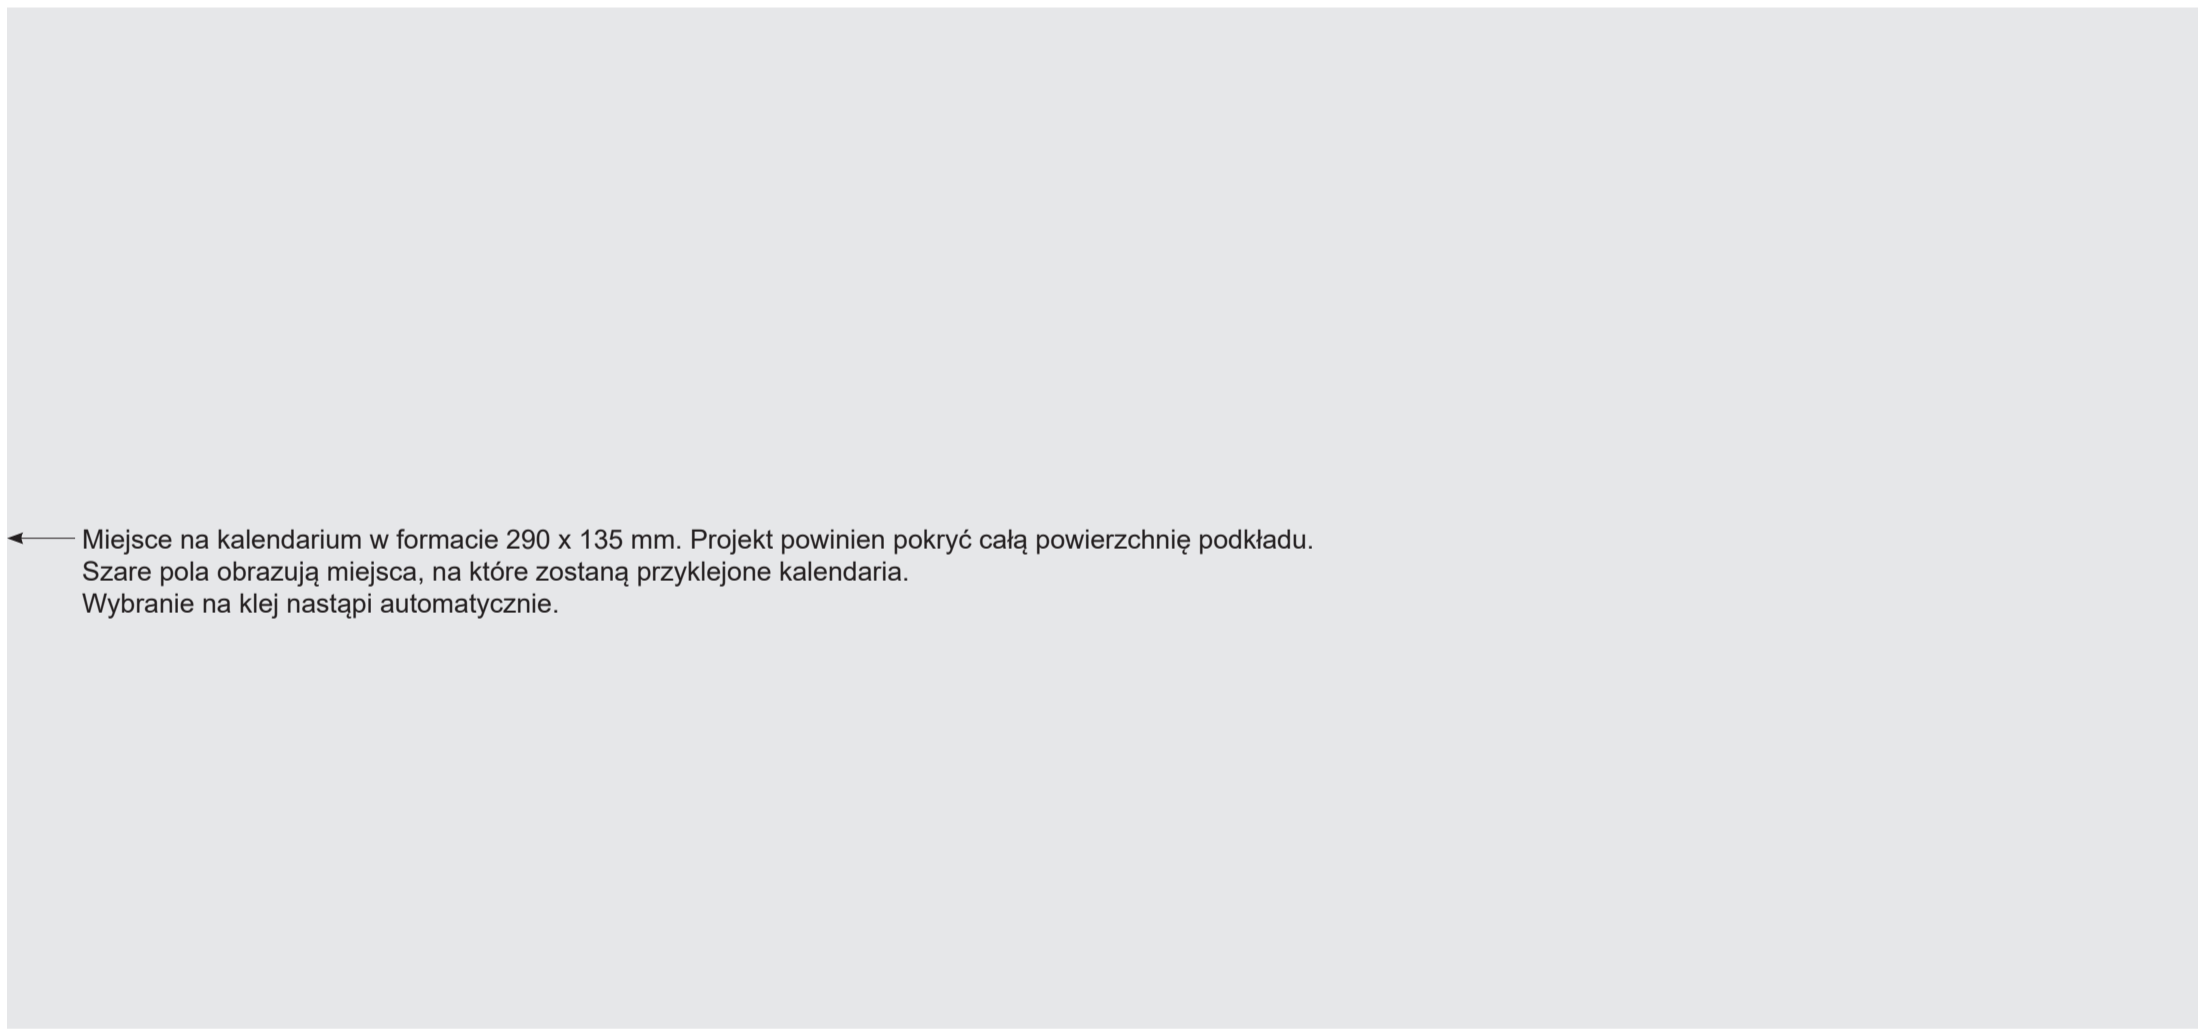 Miejsce na kalendarium w formacie 290 x 135 mm. Projekt powinien pokryć całą powierzchnię podkładu.
Szare pola obrazują miejsca, na które zostaną przyklejone kalendaria.
Wybranie na klej nastąpi automatycznie.